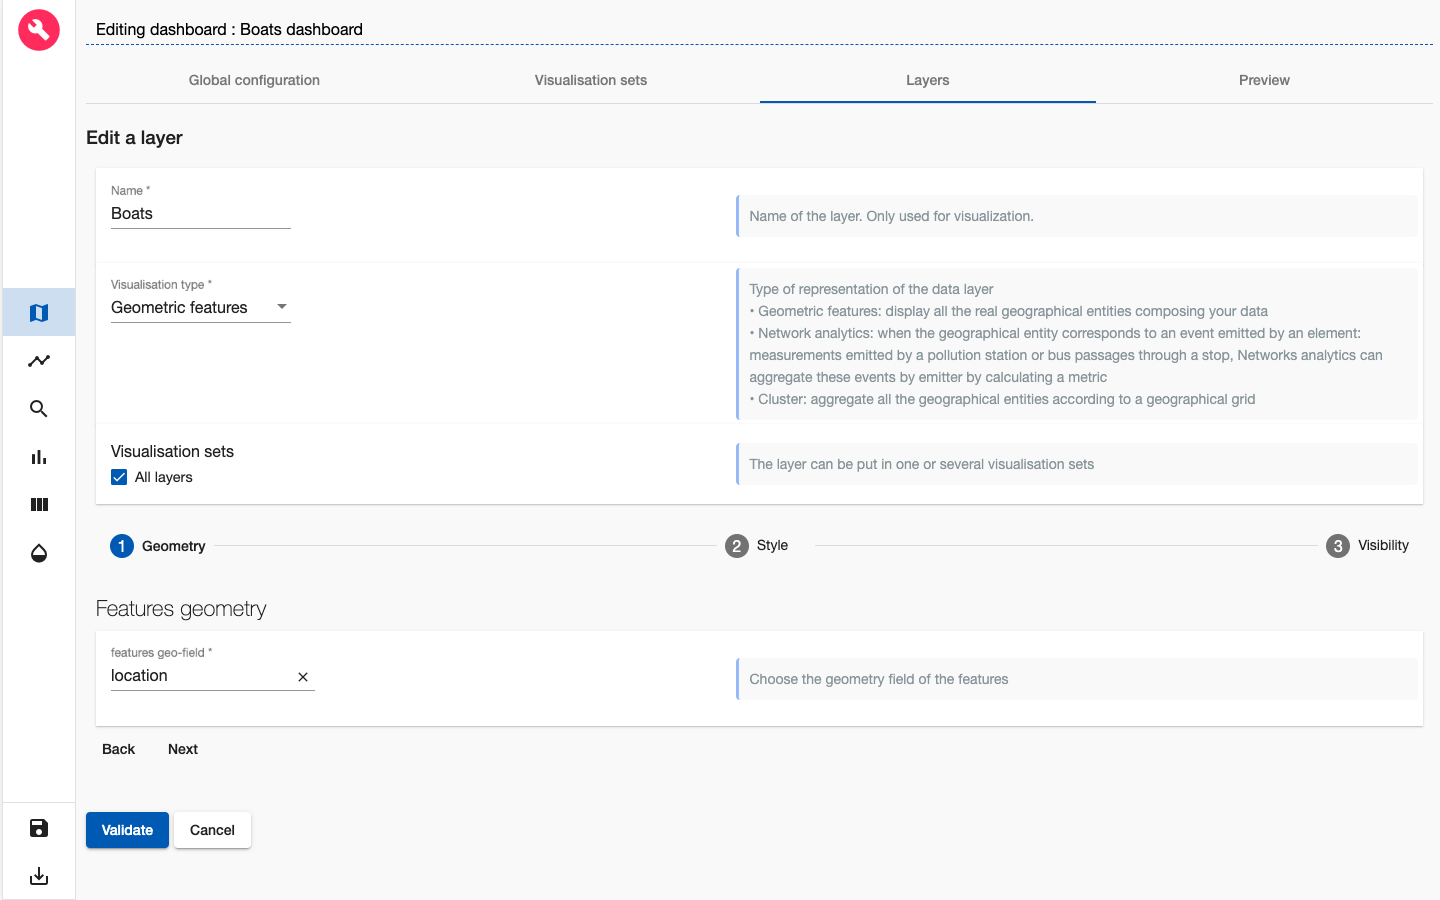 Editing dashboard : Boats dashboard
Global configuration
Visualisation sets
Layers
Preview
Edit a layer
Name *
Boats
Name of the layer. Only used for visualization.
Visualisation type *
Geometric features
Type of representation of the data layer
• Geometric features: display all the real geographical entities composing your data
• Network analytics: when the geographical entity corresponds to an event emitted by an element:
measurements emitted by a pollution station or bus passages through a stop, Networks analytics can
aggregate these events by emitter by calculating a metric
• Cluster: aggregate all the geographical entities according to a geographical grid
Visualisation sets
All layers
The layer can be put in one or several visualisation sets
1 Geometry
2 Style
3 Visibility
Features geometry
features geo-field *
location
Choose the geometry field of the features
Back
Next
Validate
Cancel